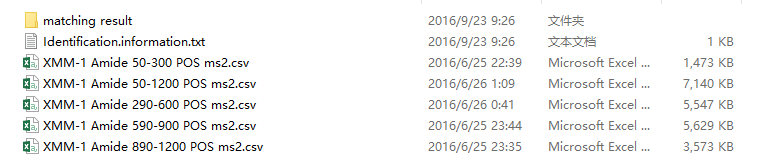 matching result 2016/9/23 9:26 文件夹
Identification.information.txt 2016/9/23 9:26 文本文档 1 KB
XMM-1 Amide 50-300 POS ms2.csv 2016/6/25 22:39 Microsoft Excel ... 1,473 KB
XMM-1 Amide 50-1200 POS ms2.csv 2016/6/26 1:09 Microsoft Excel ... 7,140 KB
XMM-1 Amide 290-600 POS ms2.csv 2016/6/26 0:41 Microsoft Excel ... 5,547 KB
XMM-1 Amide 590-900 POS ms2.csv 2016/6/25 23:44 Microsoft Excel ... 5,629 KB
XMM-1 Amide 890-1200 POS ms2.csv 2016/6/25 23:35 Microsoft Excel ... 3,573 KB